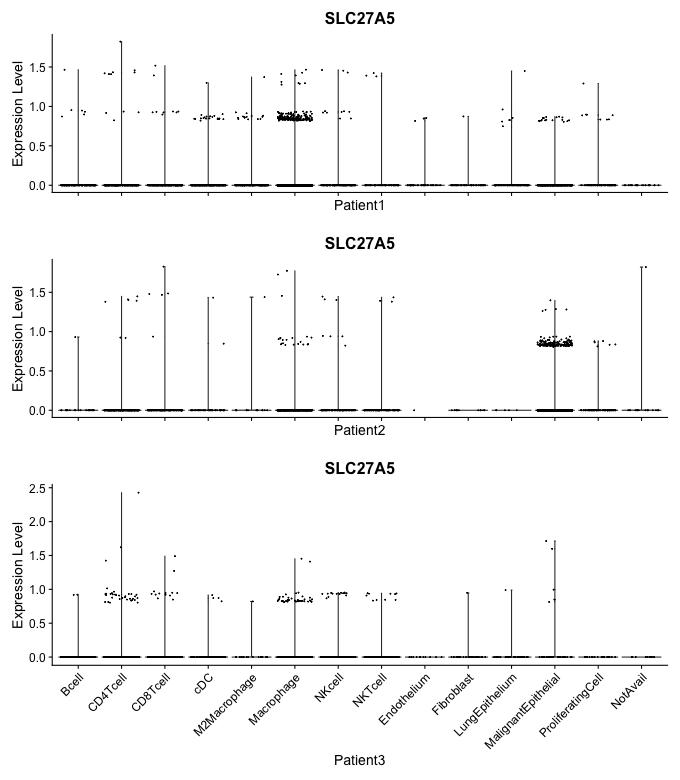 SLC27A5
Expression Level
1.5
1.0
0.5
0.0
Patient1
SLC27A5
Expression Level
1.5
1.0
0.5
0.0
Patient2
SLC27A5
Expression Level
2.5
2.0
1.5
1.0
0.5
0.0
Bcell
CD4Tcell
CD8Tcell
cDC
M2Macrophage
Macrophage
NKcell
NKTcell
Endothelium
Fibroblast
LungEpithelium
MalignantEpithelial
ProliferatingCell
NotAvail
Patient3